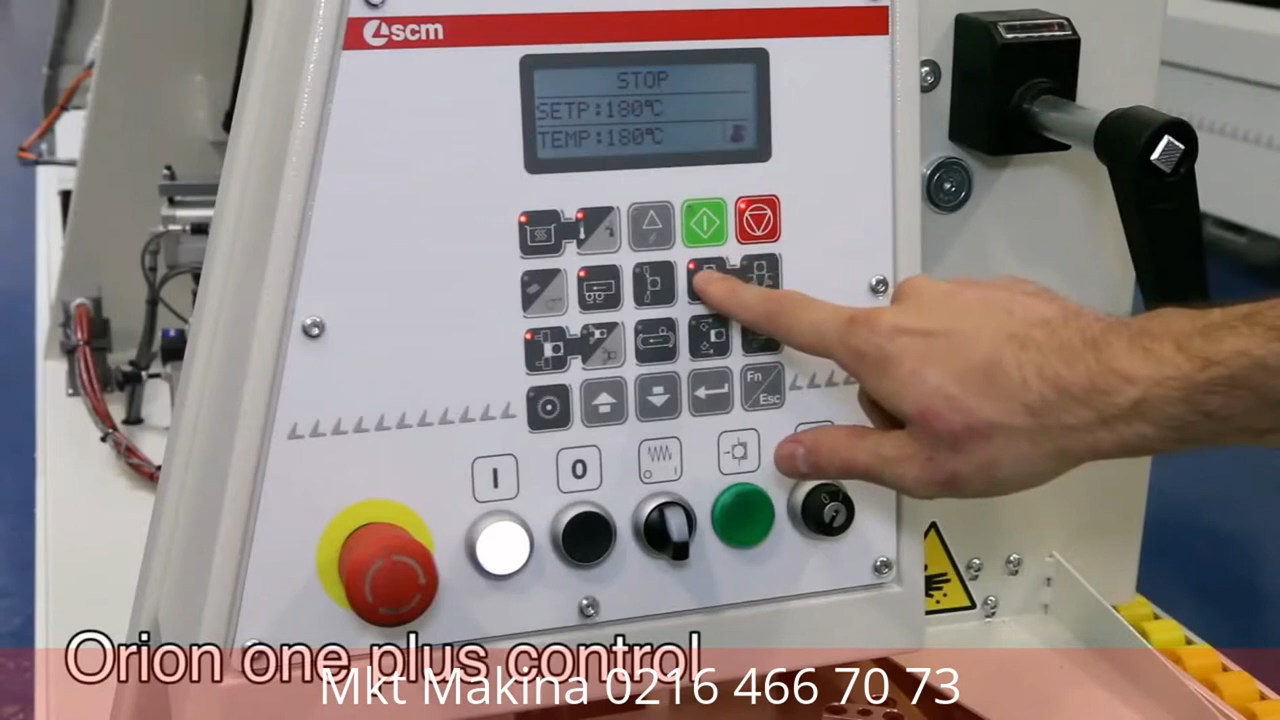 scm
STOP
SETP:180°C
TEMP:180°C
Fn
Esc
I
0
O I
Orion one plus control
Mkt Makina 0216 466 70 73